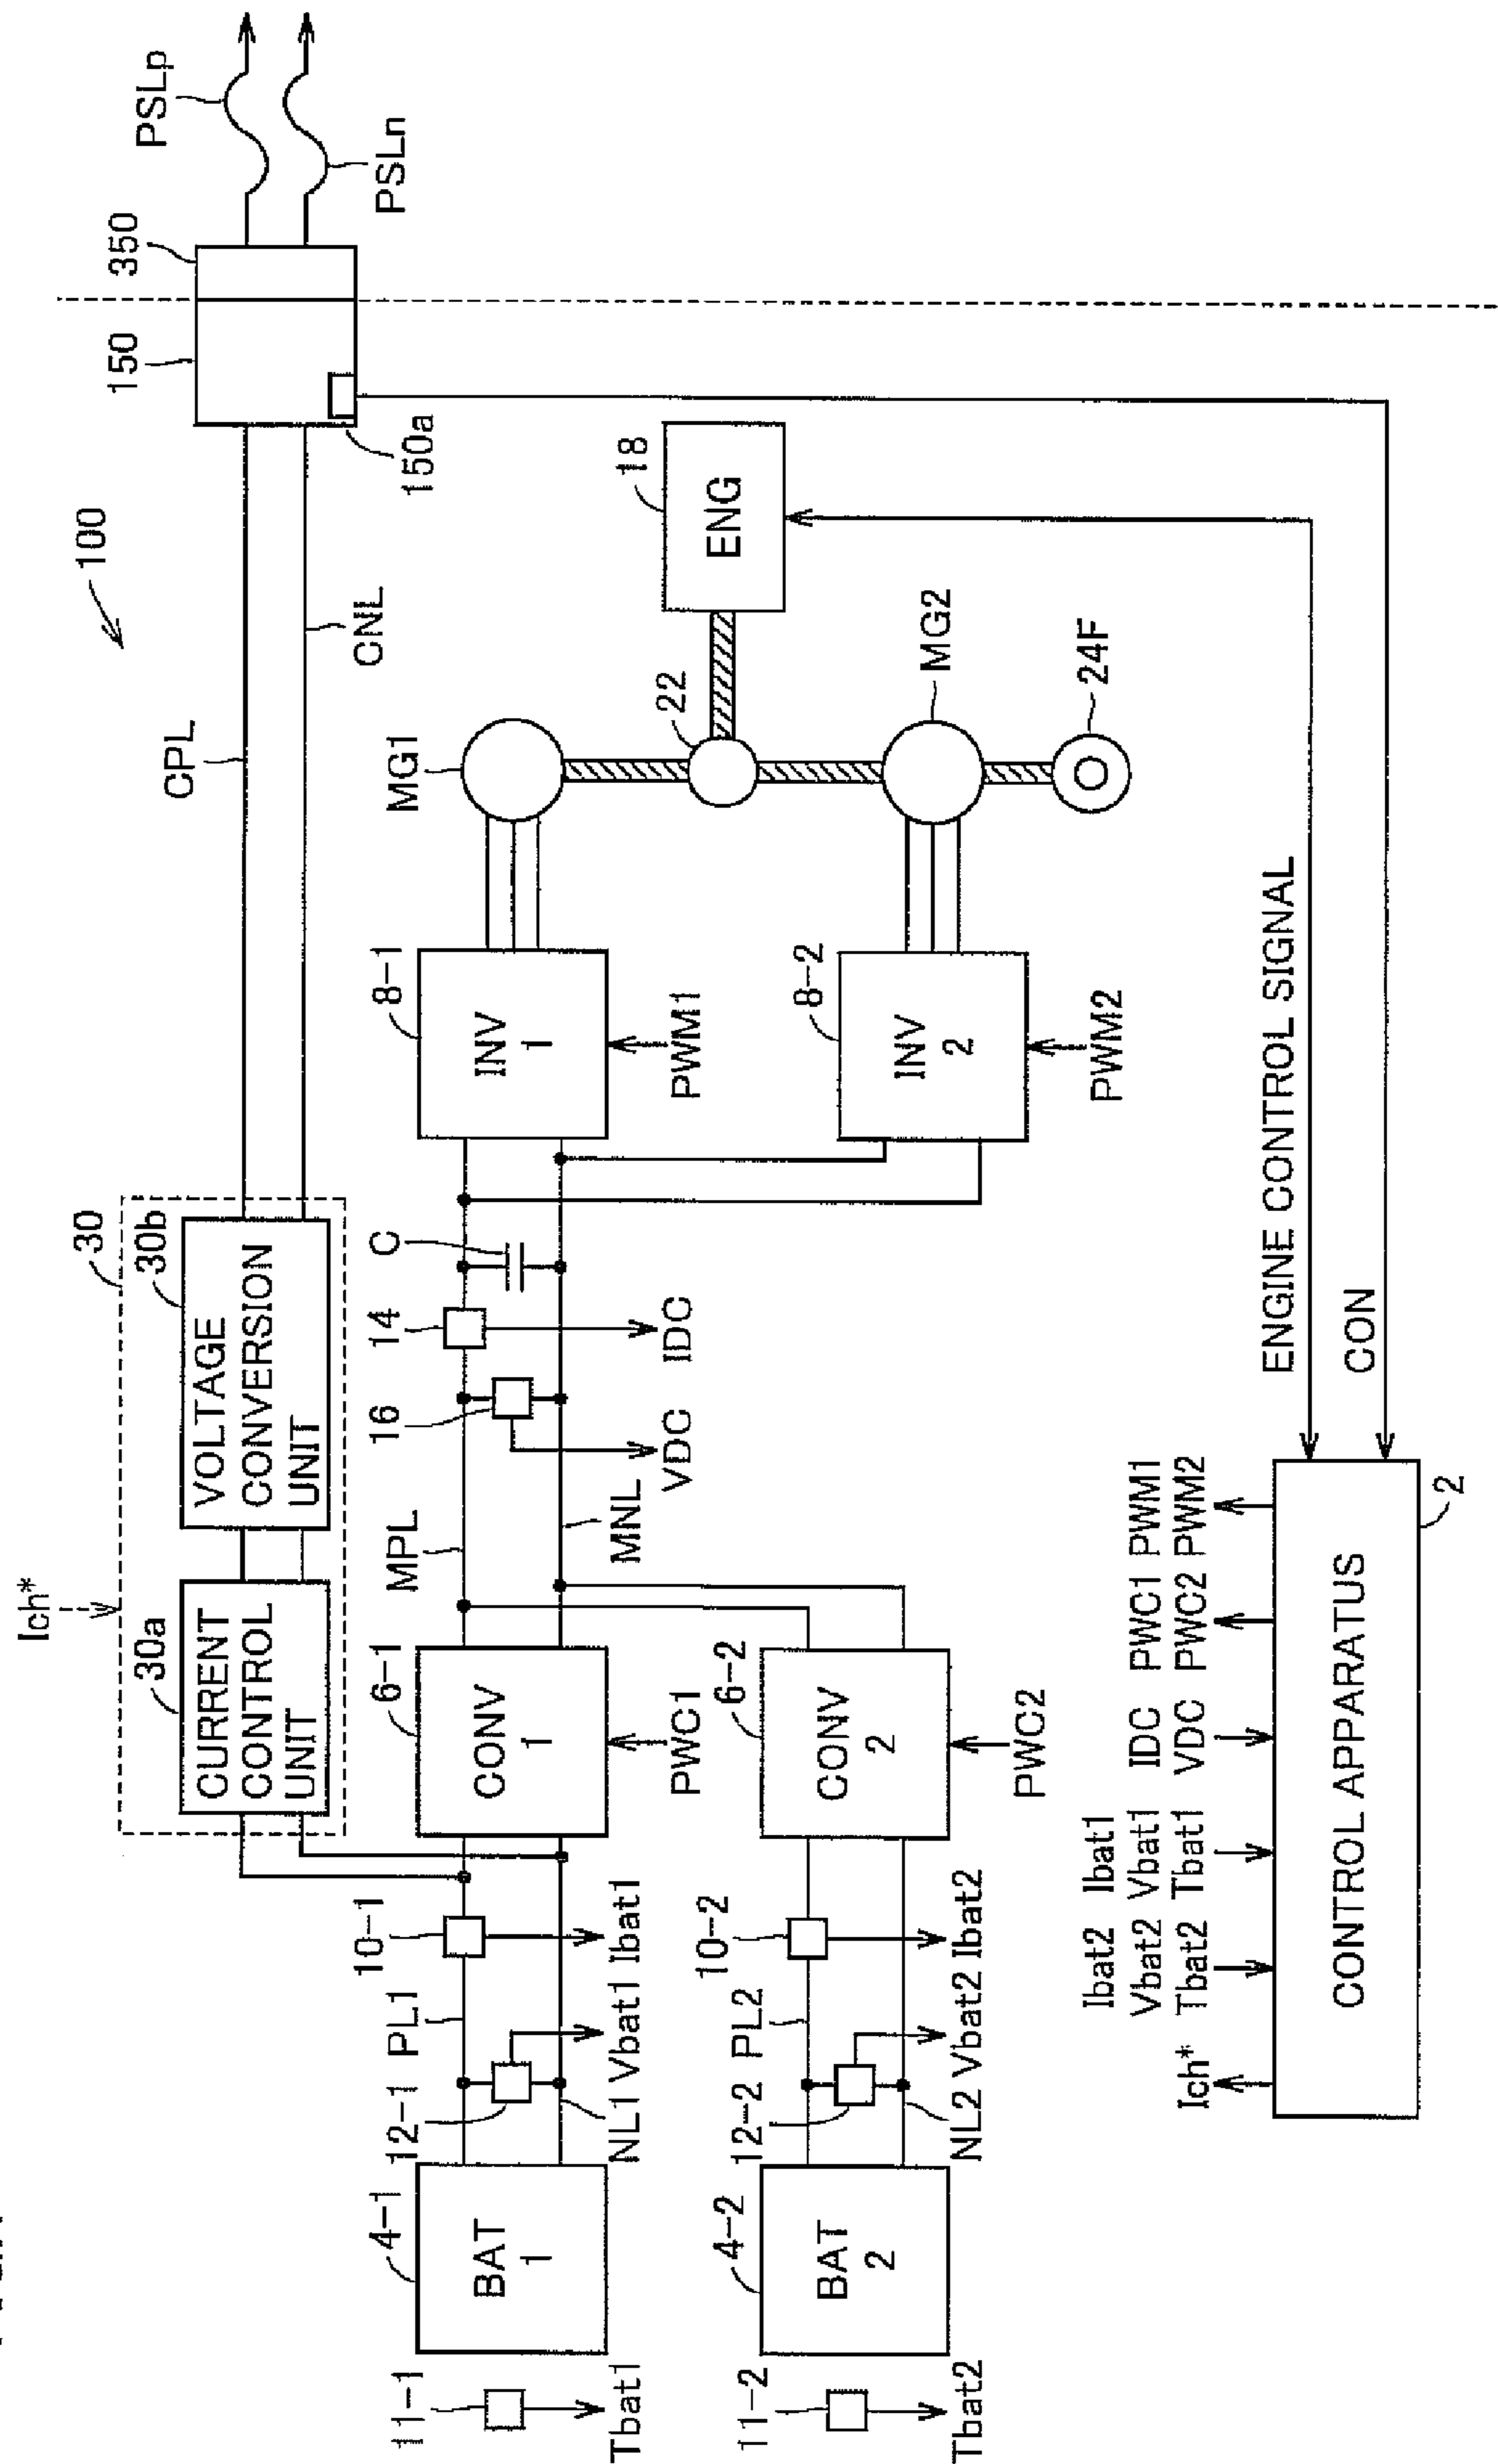 PSLp
PSLn
350
150
150a
100
CPL
CNL
18
ENG
22
MG1
MG2
24F
8-1
INV
1
PWM1
8-2
INV
2
PWM2
ENGINE CONTROL SIGNAL
CON
Ich*
30
30b
VOLTAGE
CONVERSION
UNIT
30a
CURRENT
CONTROL
UNIT
C
14
IDC
16
VDC
MPL
MNL
6-1
CONV
1
PWC1
6-2
CONV
2
PWC2
10-1
Ibat1
PL1
Vbat1
12-1
NL1
10-2
Ibat2
PL2
Vbat2
12-2
NL2
4-1
BAT
1
4-2
BAT
2
11-1
Tbat1
11-2
Tbat2
Ich*
Ibat2
Vbat2
Tbat2
Ibat1
Vbat1
Tbat1
IDC
VDC
PWC1
PWC2
PWM1
PWM2
CONTROL APPARATUS
2